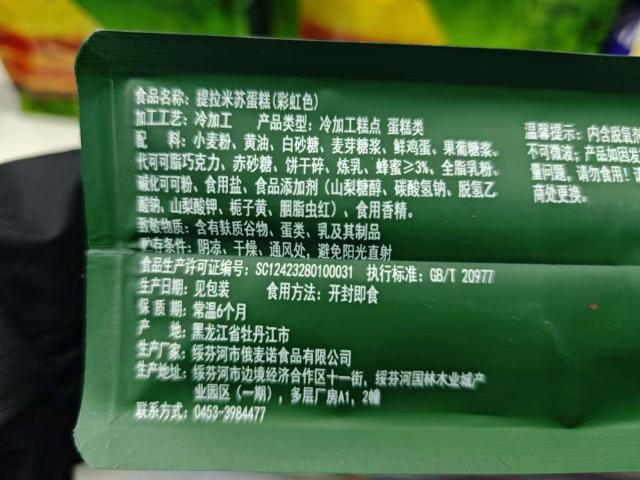 食品名称：提拉米苏蛋糕(彩虹色)
加工工艺：冷加工 产品类型：冷加工糕点 蛋糕类
配 料：小麦粉、黄油、白砂糖、麦芽糖浆、鲜鸡蛋、果葡糖浆、
代可可脂巧克力、赤砂糖、饼干碎、炼乳、蜂蜜≥3%、全脂乳粉、
碱化可可粉、食用盐、食品添加剂（山梨糖醇、碳酸氢钠、脱氢乙
酸钠、山梨酸钾、栀子黄、胭脂虫红）、食用香精。
致敏物质：含有麸质谷物、蛋类、乳及其制品
贮存条件：阴凉、干燥、通风处，避免阳光直射
食品生产许可证编号：SC12423280100031 执行标准：GB/T 20977
生产日期：见包装 食用方法：开封即食
保 质 期：常温6个月
产 地：黑龙江省牡丹江市
生产厂家：绥芬河市俄麦诺食品有限公司
生产地址：绥芬河市边境经济合作区十一街，绥芬河国林木业城产
业园区（一期），多层厂房A1，2幢
联系方式：0453-3984477
温馨提示：内含脱氧剂
不可微波；产品如因发
量问题，请勿食用！
商处更换。